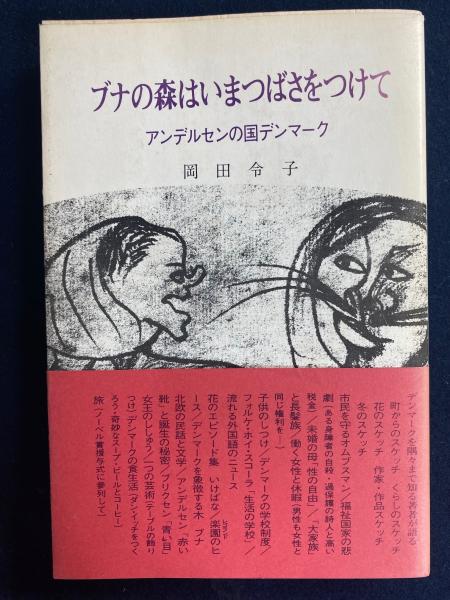 ブナの森はいまつばさをつけて
アンデルセンの国デンマーク
岡田令子
デンマークを隅々まで知る著者が語る
町からのスケッチ くらしのスケッチ
花のスケッチ 作家・作品スケッチ
冬のスケッチ
市民を守るオムブスマン/福祉国家の悲
劇(ある身障者の自殺・過保護の詩人と高い
税金)/未婚の母「性の自由」/「大家族」
と長髪族/働く女性と休暇(男性も女性と
同じ権利を―)
子供のしつけ/デンマークの学校制度/
フォルケ・ホイ・スコーラ「生活の学校」/
流れる外国語のニュース
花のエピソード集 いけばな/楽園のヒ
ース/デンマークを象徴する木 ブナ
北欧の民話と文学/アンデルセン「赤い
靴」と誕生の秘密/ブリクセン「青い目」
女王のししゅう/二つの芸術(テーブルの飾り
つけ)デンマークの食生活(ダンマッドをつく
ろう・奇妙なスープ・ビールとコーヒー)
旅(ノーベル賞授与式に参列して)